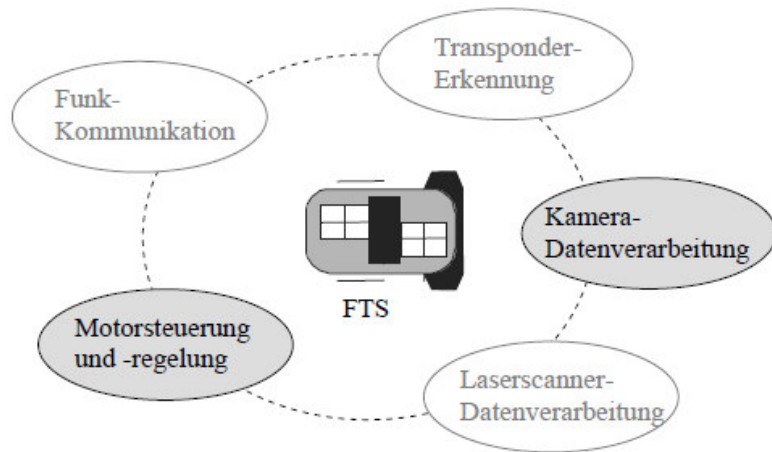 Transponder-
Erkennung
Funk-
Kommunikation
Kamera-
Datenverarbeitung
FTS
Motorsteuerung
und -regelung
Laserscanner-
Datenverarbeitung